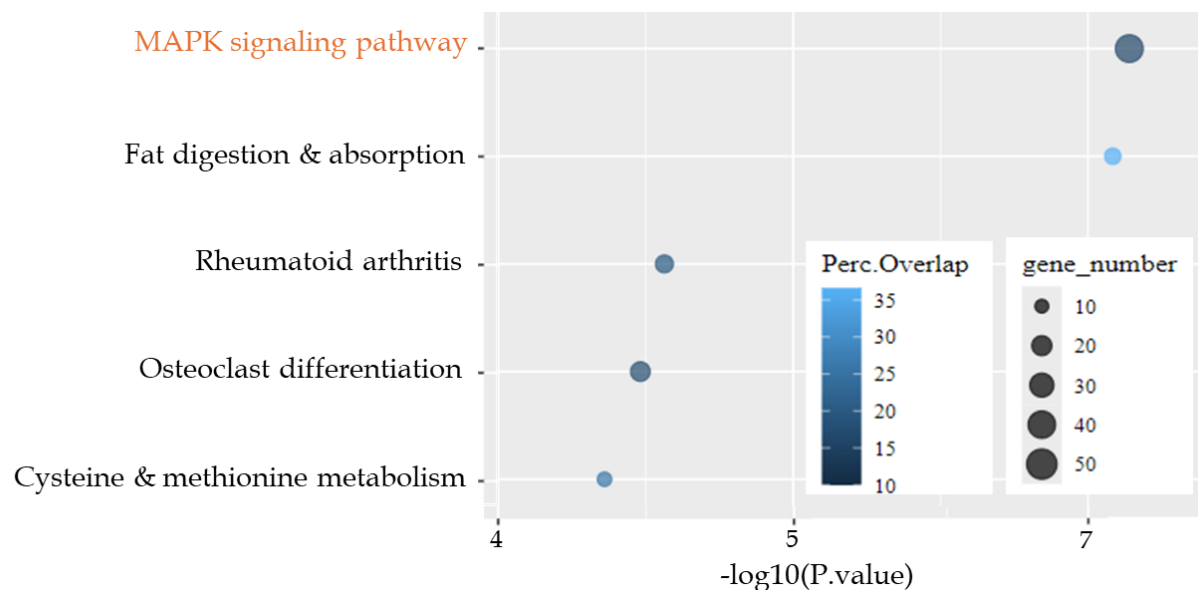 MAPK signaling pathway
Fat digestion & absorption
Rheumatoid arthritis
Osteoclast differentiation
Cysteine & methionine metabolism
Perc.Overlap
35
30
25
20
15
10
gene_number
10
20
30
40
50
4
5
7
-log10(P.value)